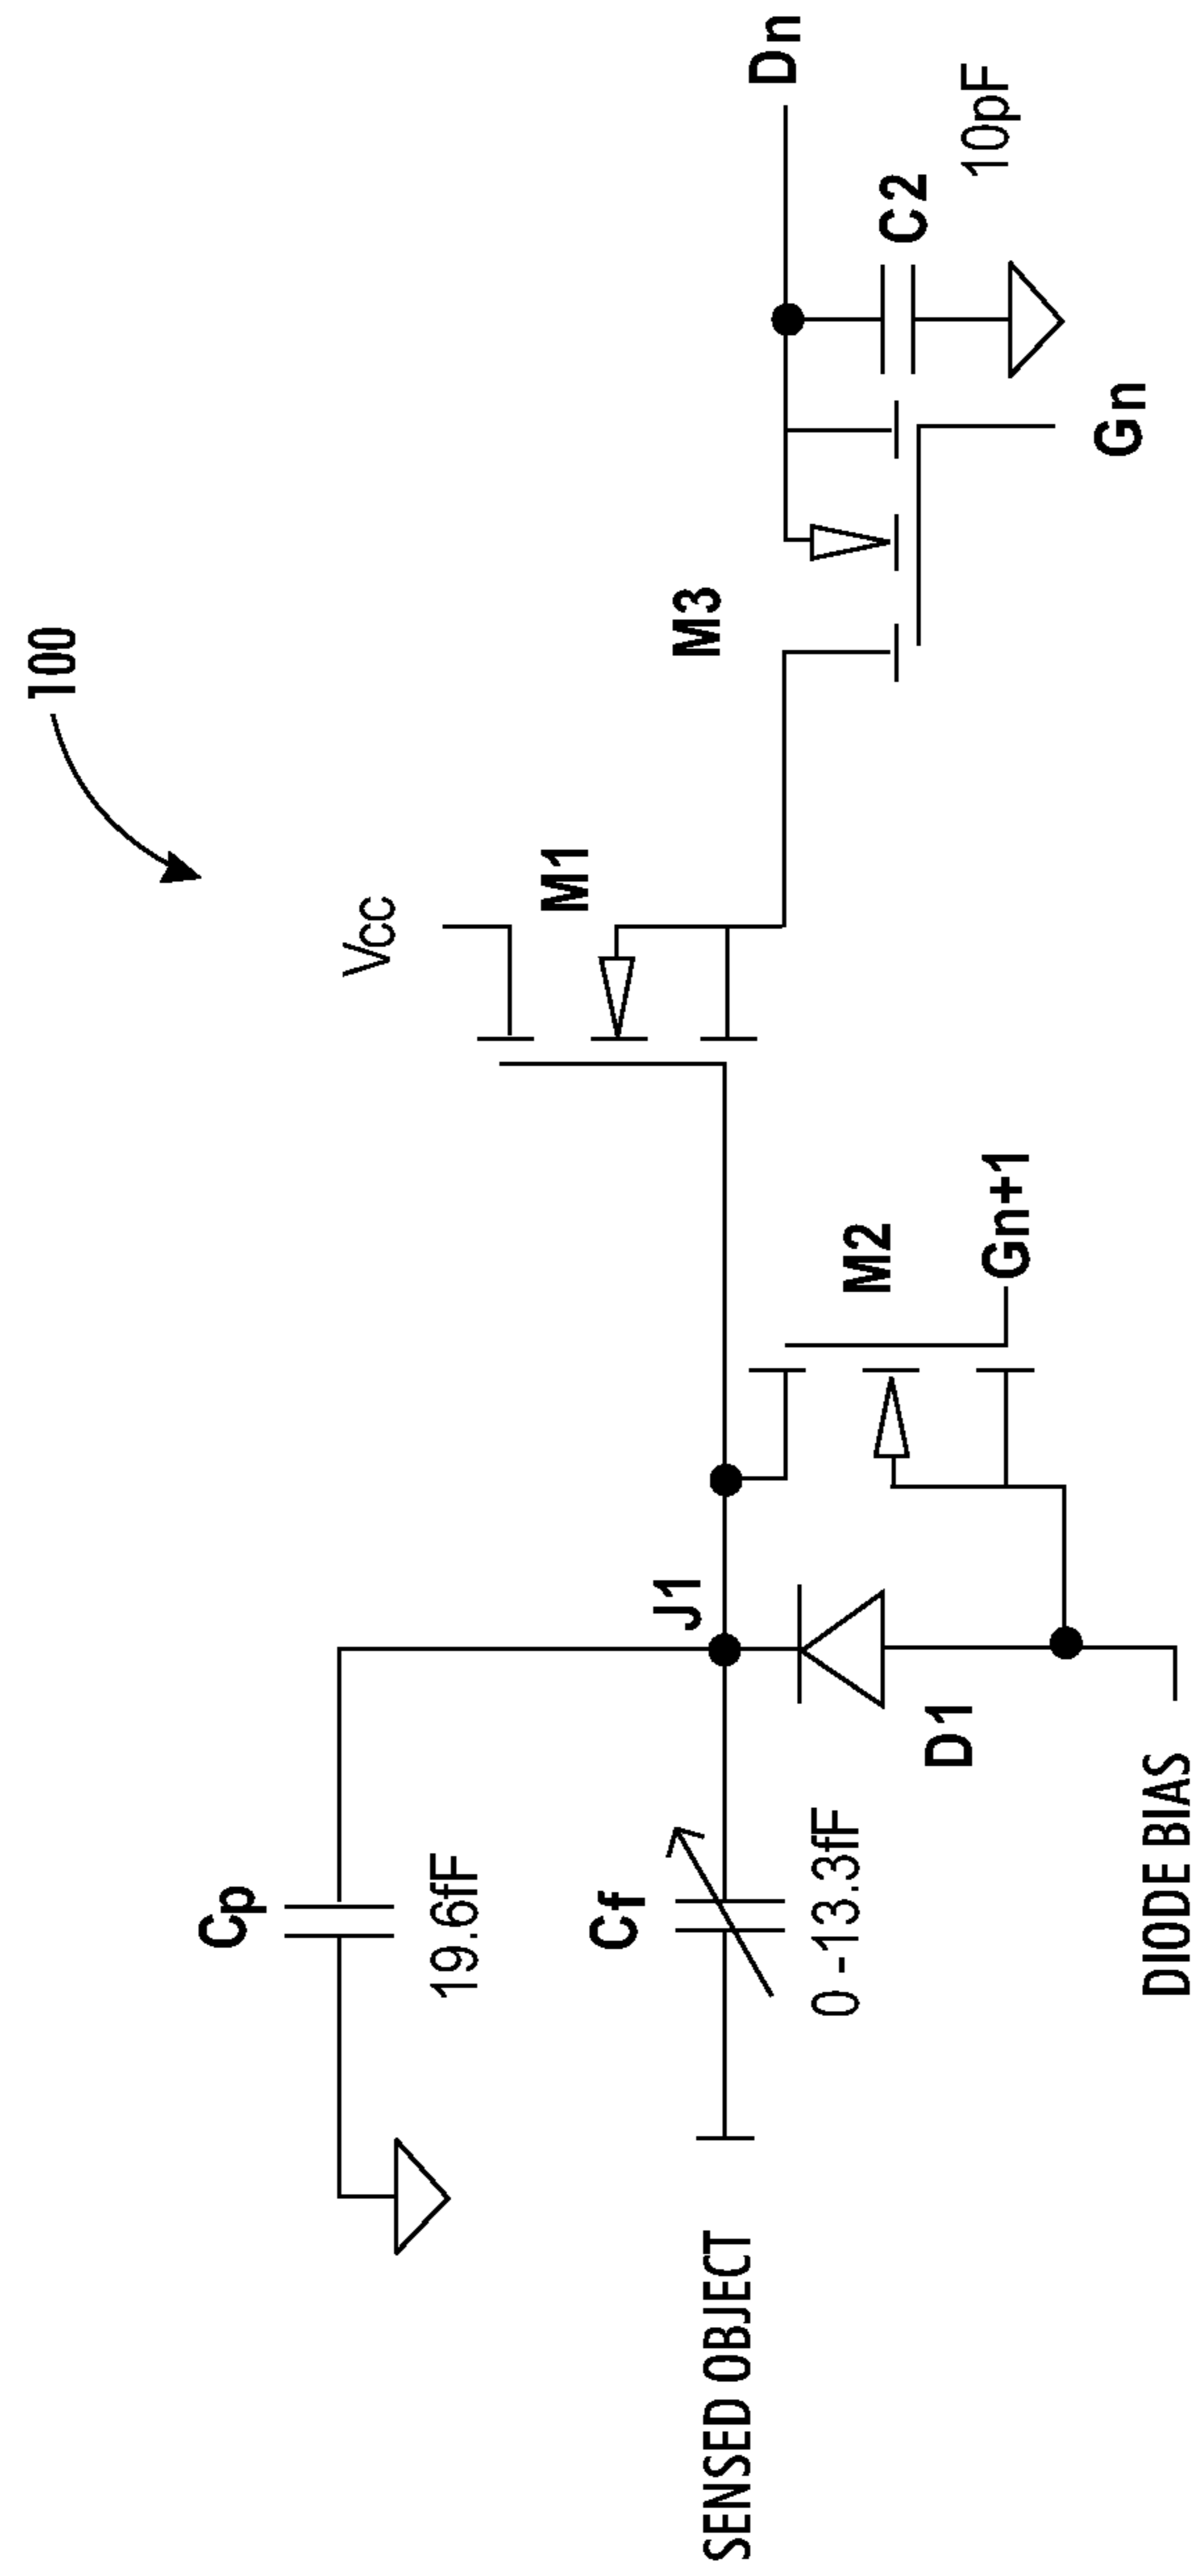 100
Vcc
M1
M3
Dn
C2
10pF
Gn
Cp
19.6fF
Cf
0 - 13.3fF
J1
M2
Gn+1
D1
SENSED OBJECT
DIODE BIAS